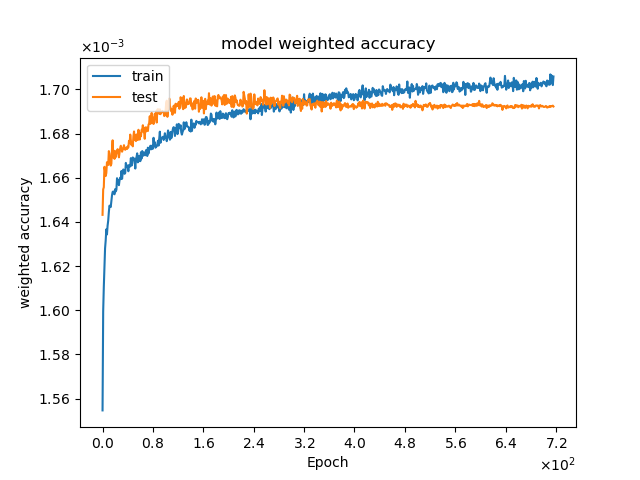 model weighted accuracy
×10⁻³
train
test
1.70
1.68
1.66
1.64
1.62
1.60
1.58
1.56
weighted accuracy
0.0 0.8 1.6 2.4 3.2 4.0 4.8 5.6 6.4 7.2
Epoch
×10²